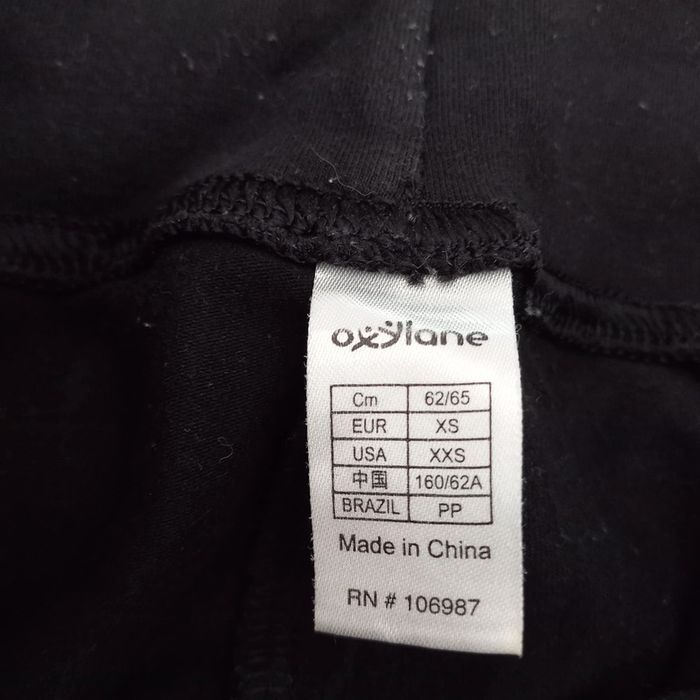 oxylane
Cm 62/65
EUR XS
USA XXS
中国 160/62A
BRAZIL PP
Made in China
RN # 106987